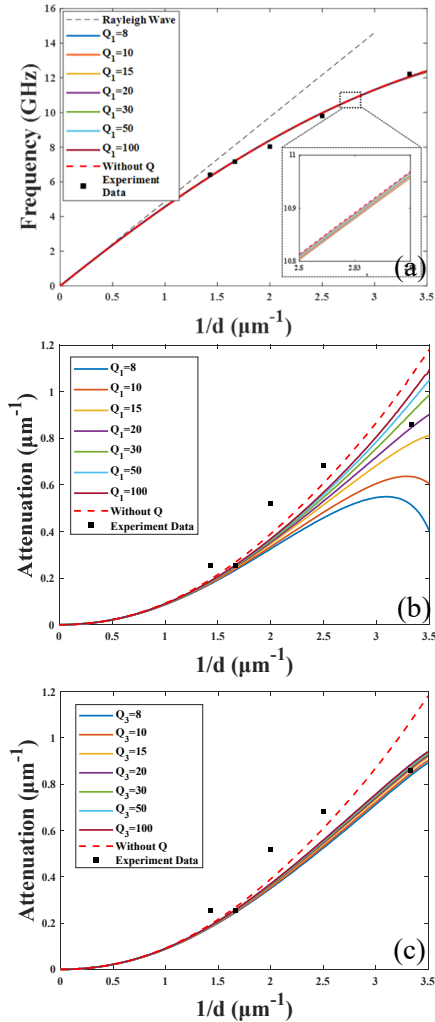 16
14
12
10
8
6
4
2
0
Frequency (GHz)
Rayleigh Wave
Q1=8
Q1=10
Q1=15
Q1=20
Q1=30
Q1=50
Q1=100
Without Q
Experiment
Data
11
10.9
10.8
2.8
2.83
(a)
0 0.5 1 1.5 2 2.5 3 3.5
1/d (μm⁻¹)
1.2
1
0.8
0.6
0.4
0.2
0
Attenuation (μm⁻¹)
Q1=8
Q1=10
Q1=15
Q1=20
Q1=30
Q1=50
Q1=100
Without Q
Experiment Data
(b)
0 0.5 1 1.5 2 2.5 3 3.5
1/d (μm⁻¹)
1.2
1
0.8
0.6
0.4
0.2
0
Attenuation (μm⁻¹)
Q3=8
Q3=10
Q3=15
Q3=20
Q3=30
Q3=50
Q3=100
Without Q
Experiment Data
(c)
0 0.5 1 1.5 2 2.5 3 3.5
1/d (μm⁻¹)